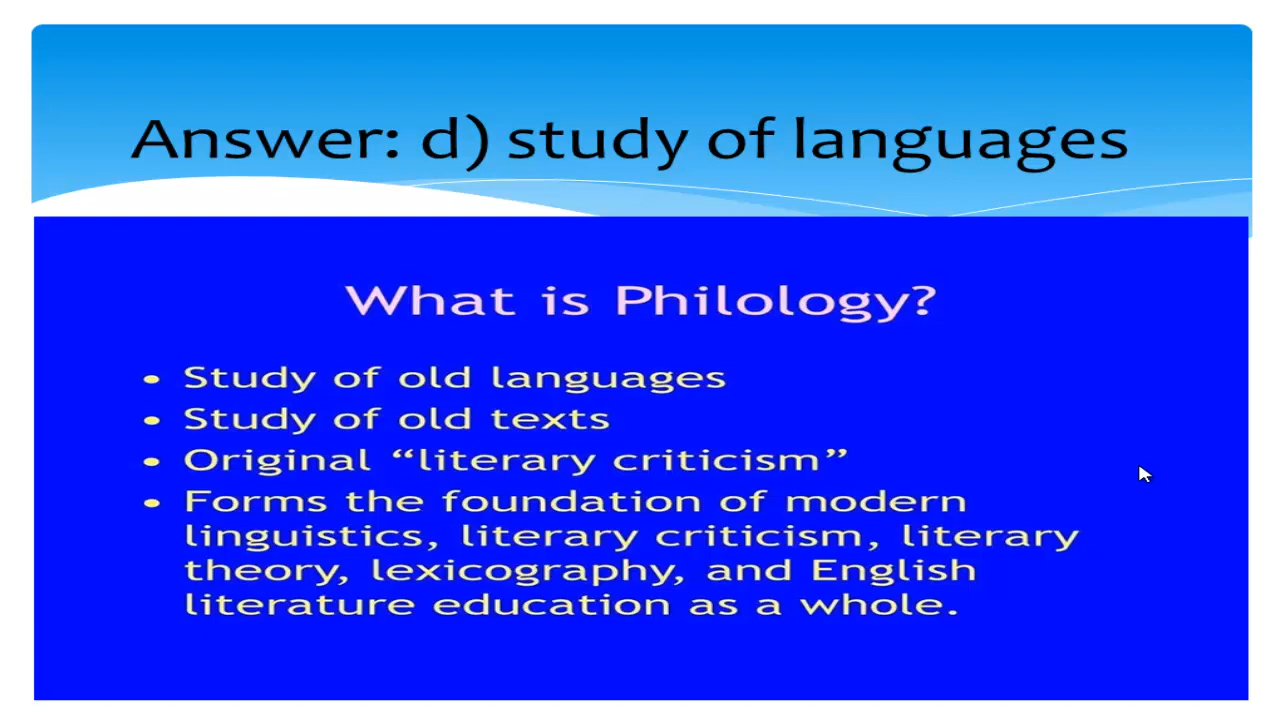 Answer: d) study of languages
What is Philology?
• Study of old languages
• Study of old texts
• Original “literary criticism”
• Forms the foundation of modern
linguistics, literary criticism, literary
theory, lexicography, and English
literature education as a whole.